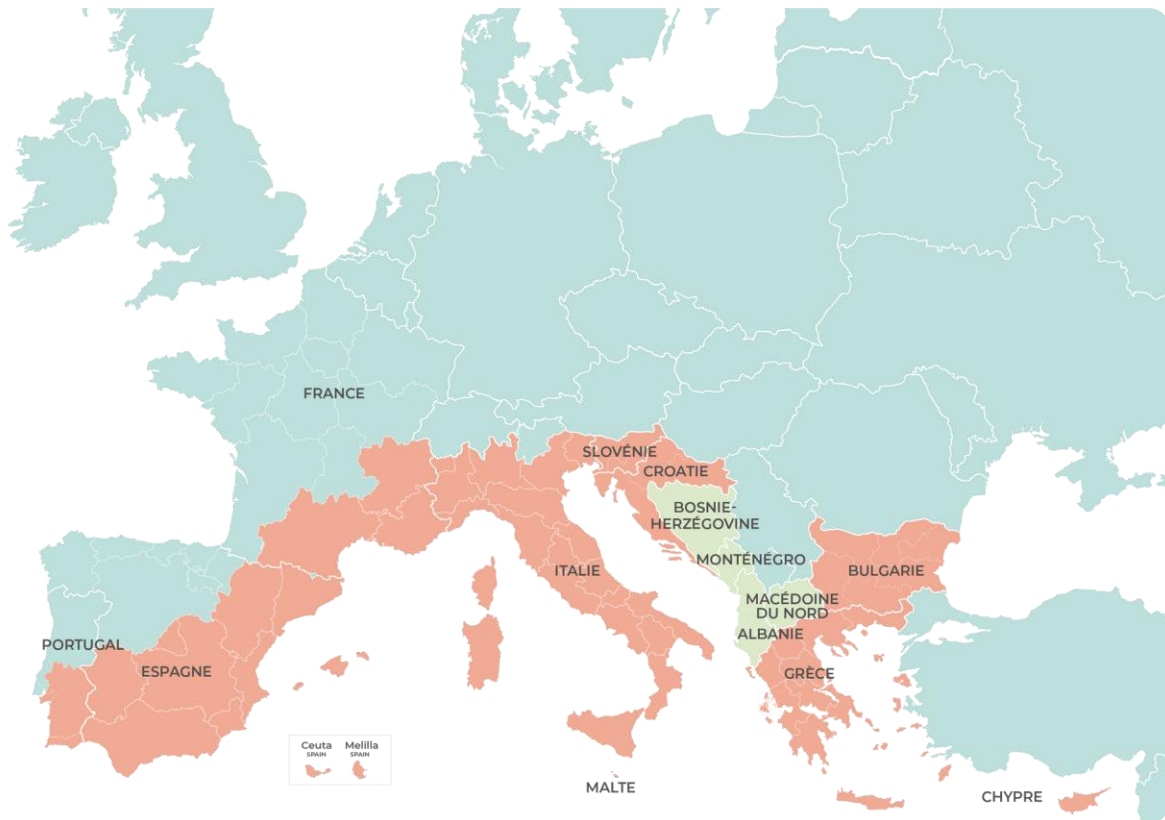 FRANCE
SLOVÉNIE
CROATIE
BOSNIE-
HERZÉGOVINE
MONTÉNÉGRO
ITALIE
BULGARIE
MACÉDOINE
DU NORD
ALBANIE
PORTUGAL
ESPAGNE
GRÈCE
Ceuta
SPAIN
Melilla
SPAIN
MALTE
CHYPRE